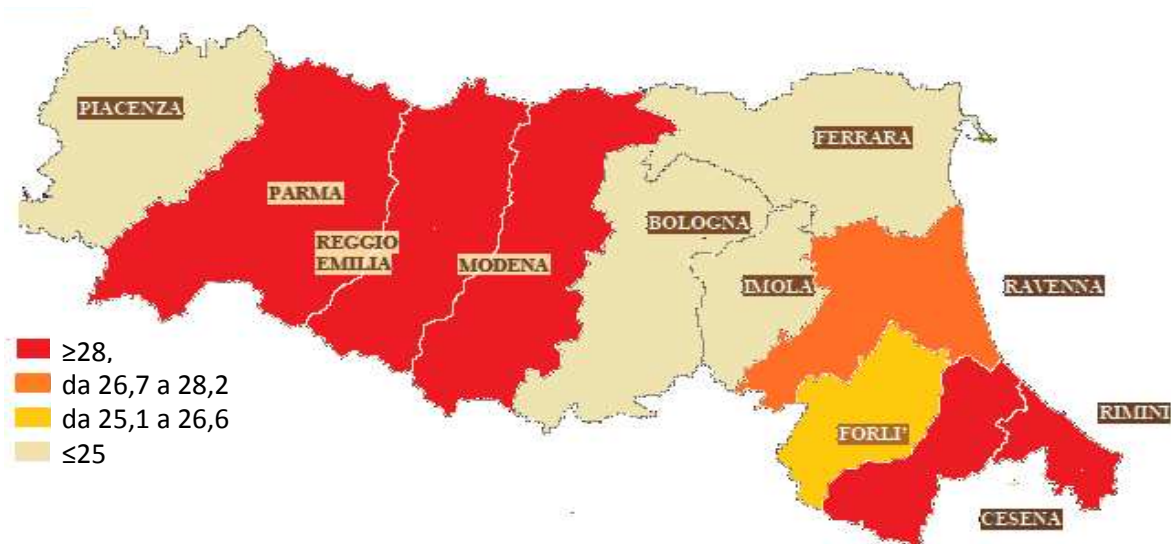 PIACENZA
FERRARA
PARMA
BOLOGNA
REGGIO
EMILIA
MODENA
IMOLA
RAVENNA
≥28,
da 26,7 a 28,2
da 25,1 a 26,6
≤25
RIMINI
FORLI'
CESENA